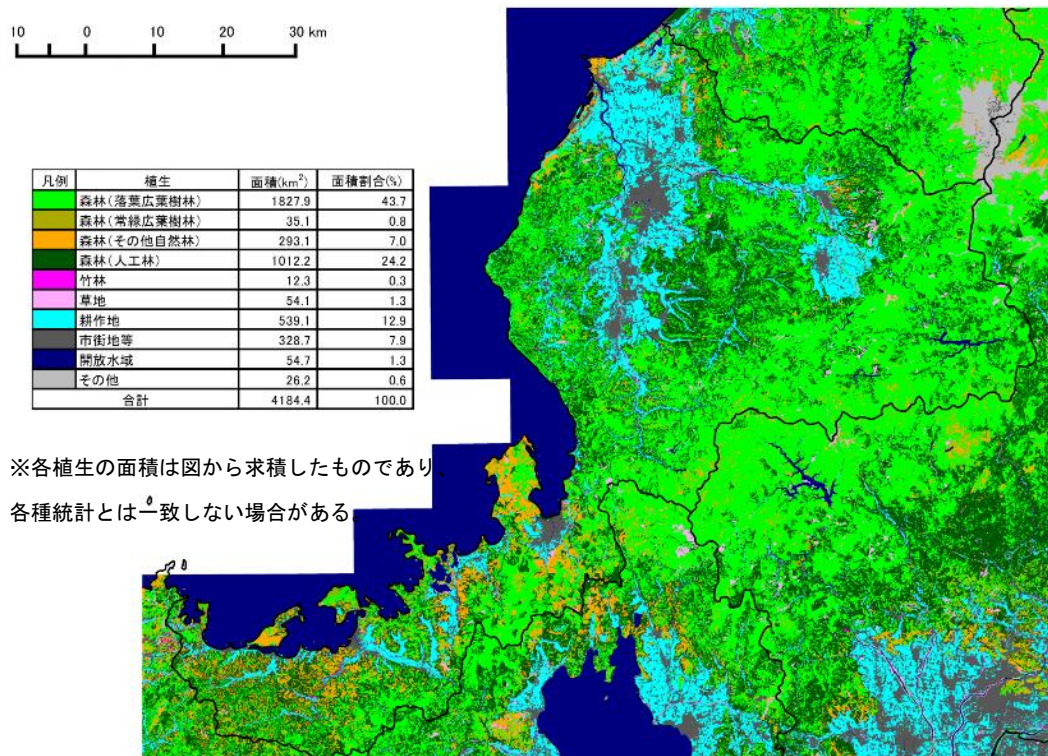 10 0 10 20 30 km
凡例 植生 面積(km²) 面積割合(%)
森林(落葉広葉樹林) 1827.9 43.7
森林(常緑広葉樹林) 35.1 0.8
森林(その他自然林) 293.1 7.0
森林(人工林) 1012.2 24.2
竹林 12.3 0.3
草地 54.1 1.3
耕作地 539.1 12.9
市街地等 328.7 7.9
開放水域 54.7 1.3
その他 26.2 0.6
合計 4184.4 100.0
※各植生の面積は図から求積したものであり、
各種統計とは一致しない場合がある。